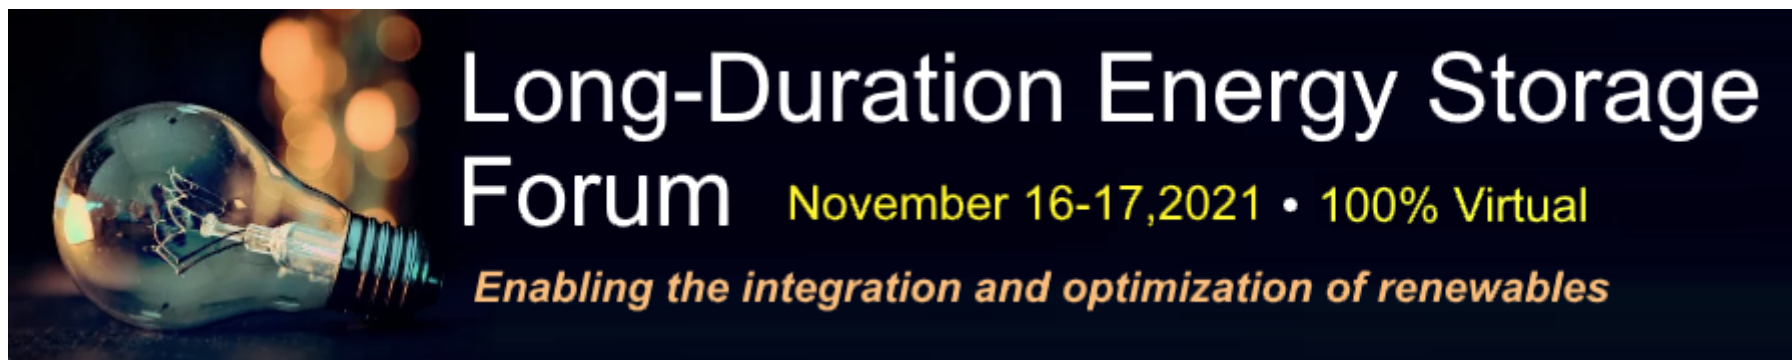 Long-Duration Energy Storage
Forum November 16-17,2021 • 100% Virtual
Enabling the integration and optimization of renewables